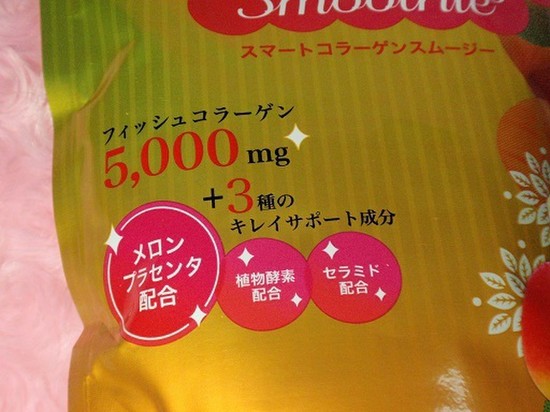 Smoothie
スマートコラーゲンスムージー
フィッシュコラーゲン
5,000mg
+3種の
キレイサポート成分
メロン
プラセンタ
配合
植物酵素
配合
セラミド
配合